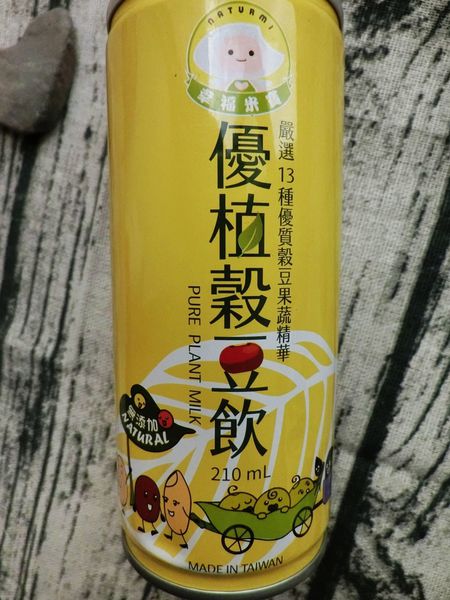 NATURMI
幸福米寶
嚴選13種優質穀豆果蔬精華
優植穀豆飲
PURE PLANT MILK
210 mL
無添加
NATURAL
MADE IN TAIWAN